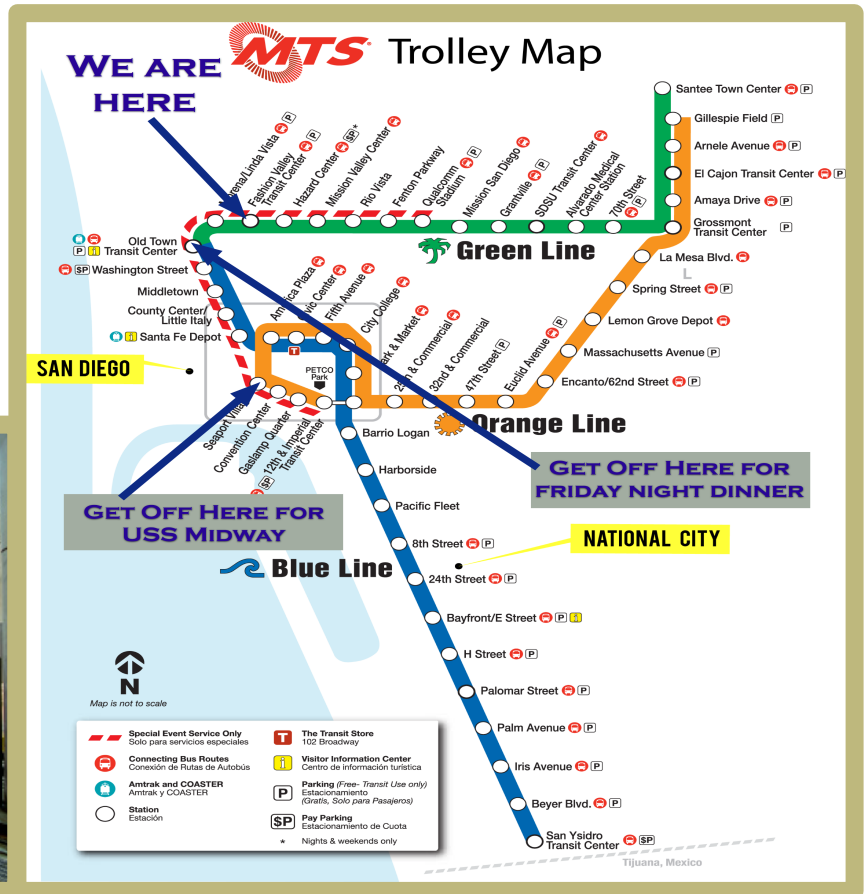 MTS® Trolley Map
WE ARE
HERE
Santee Town Center P
Gillespie Field P
Arnele Avenue P
El Cajon Transit Center P
Amaya Drive P
Grossmont
Transit Center P
/Linda Vista P
Fashion Valley
Transit Center P
Hazard Center $P*
Mission Valley Center
Rio Vista
Fenton Parkway
Qualcomm
Stadium P
Mission San Diego
Grantville P
SDSU Transit Center
Alvarado Medical
Center Station
70th Street
P
Green Line
Old Town
P i Transit Center
$P Washington Street
Middletown
County Center/
Little Italy
i Santa Fe Depot
America Plaza
Civic Center
Fifth Avenue
City College
Park & Market
25th & Commercial
32nd & Commercial
47th Street P
Euclid Avenue P
La Mesa Blvd.
L
Spring Street P
Lemon Grove Depot
Massachusetts Avenue P
Encanto/62nd Street P
T
PETCO
Park
SAN DIEGO
Seaport Village
Convention Center
Gaslamp Quarter
12th & Imperial
Transit Center
$P
Orange Line
Barrio Logan
Harborside
Pacific Fleet
8th Street P
24th Street P
Bayfront/E Street P i
H Street P
Palomar Street P
Palm Avenue P
Iris Avenue P
Beyer Blvd. P
San Ysidro
Transit Center $P
Tijuana, Mexico
GET OFF HERE FOR
FRIDAY NIGHT DINNER
GET OFF HERE FOR
USS MIDWAY
NATIONAL CITY
Blue Line
N
Map is not to scale
Special Event Service Only
Solo para servicios especiales
Connecting Bus Routes
Conexión de Rutas de Autobús
Amtrak and COASTER
Amtrak y COASTER
Station
Estación
T The Transit Store
102 Broadway
i Visitor Information Center
Centro de información turística
P Parking (Free- Transit Use only)
Estacionamiento
(Gratis, Solo para Pasajeros)
$P Pay Parking
Estacionamiento de Cuota
* Nights & weekends only